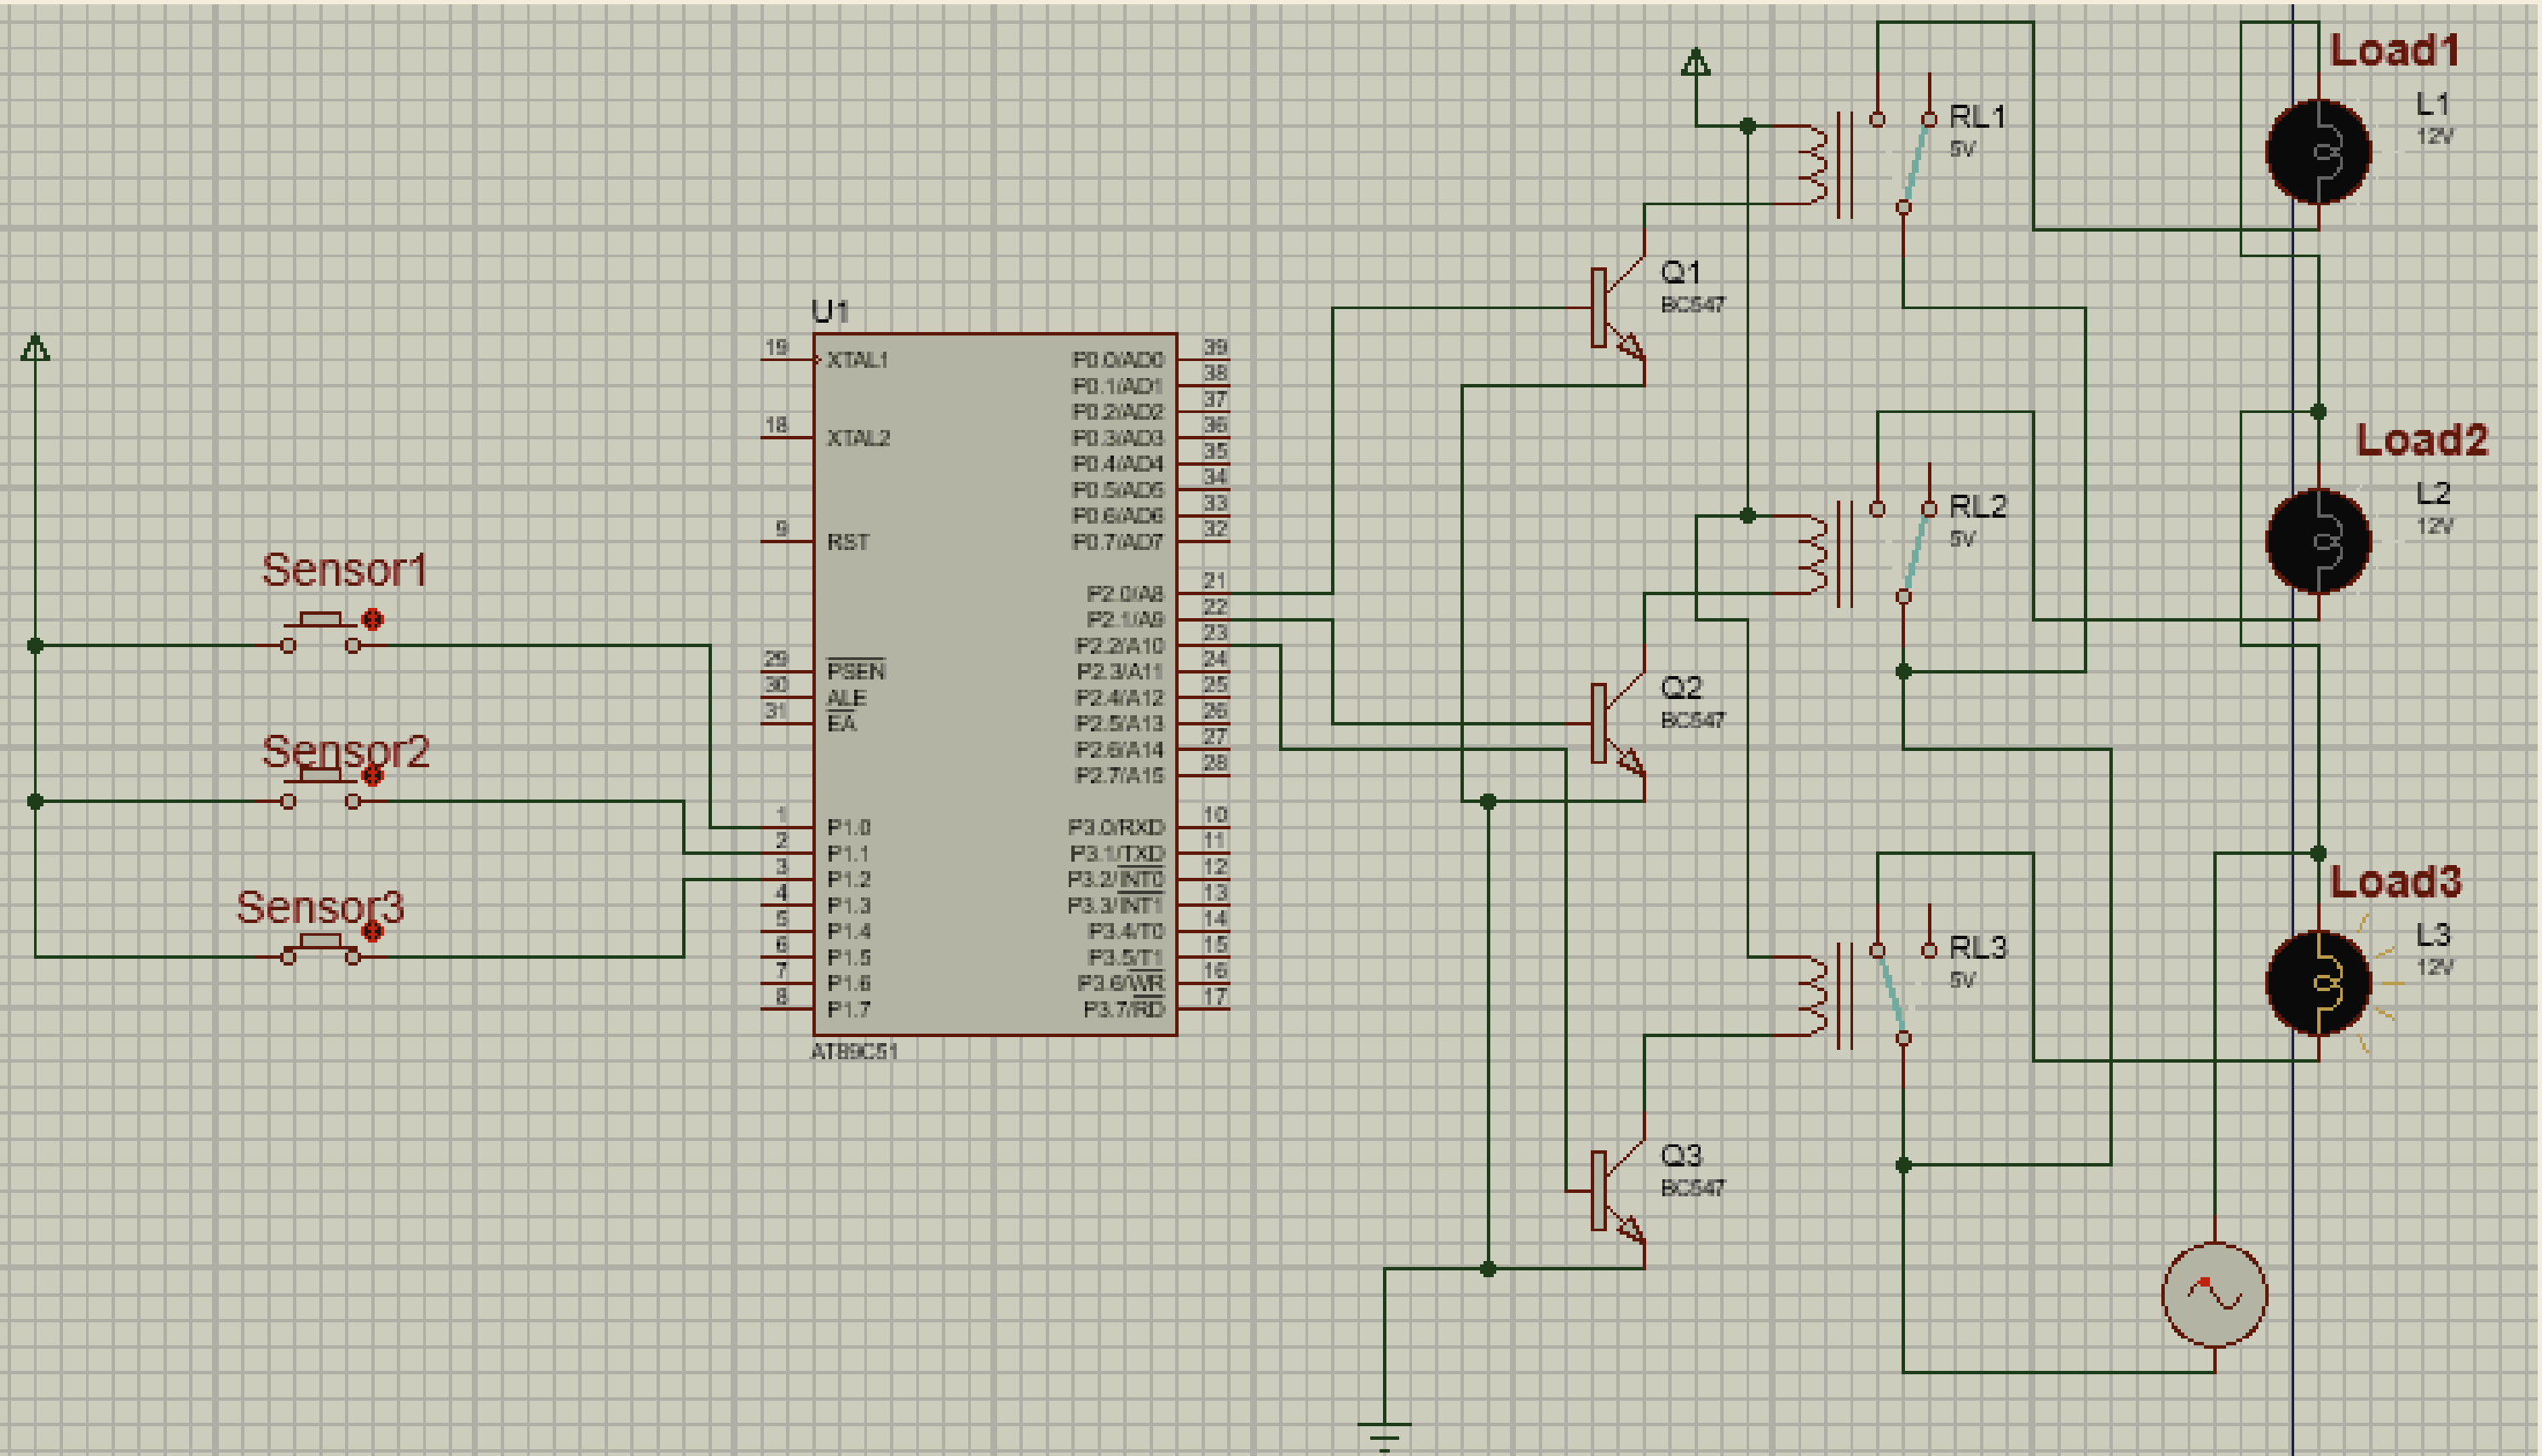 Load1
L1
12V
RL1
5V
Q1
BC547
U1
19
XTAL1
18
XTAL2
9
RST
29
PSEN
30
ALE
31
EA
1
P1.0
2
P1.1
3
P1.2
4
P1.3
5
P1.4
6
P1.5
7
P1.6
8
P1.7
P0.0/AD0
39
P0.1/AD1
38
P0.2/AD2
37
P0.3/AD3
36
P0.4/AD4
35
P0.5/AD5
34
P0.6/AD6
33
P0.7/AD7
32
P2.0/A8
21
P2.1/A9
22
P2.2/A10
23
P2.3/A11
24
P2.4/A12
25
P2.5/A13
26
P2.6/A14
27
P2.7/A15
28
P3.0/RXD
10
P3.1/TXD
11
P3.2/INT0
12
P3.3/INT1
13
P3.4/T0
14
P3.5/T1
15
P3.6/WR
16
P3.7/RD
17
AT89C51
Sensor1
Sensor2
Sensor3
Load2
L2
12V
RL2
5V
Q2
BC547
Load3
L3
12V
RL3
5V
Q3
BC547